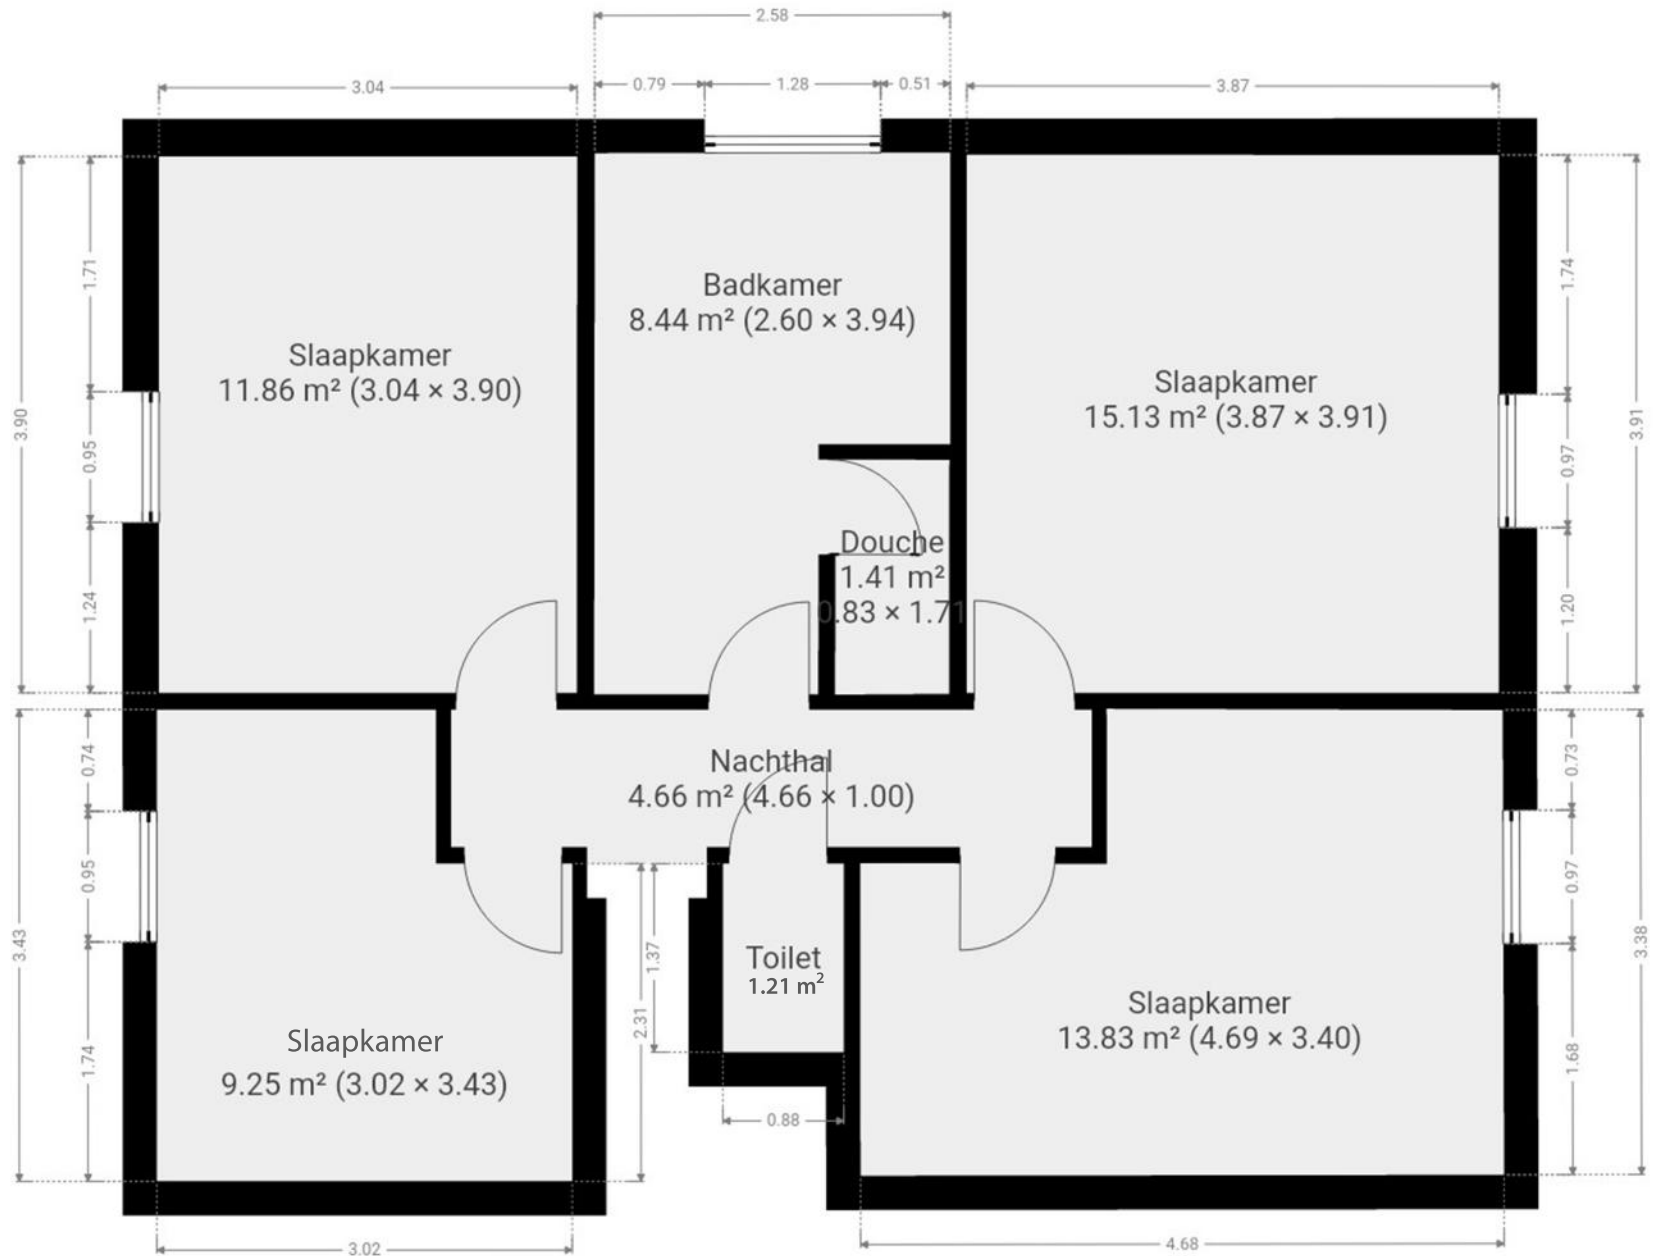 2.58
3.04
0.79
1.28
0.51
3.87
3.90
1.71
0.95
1.24
Slaapkamer
11.86 m² (3.04 × 3.90)
Badkamer
8.44 m² (2.60 × 3.94)
Slaapkamer
15.13 m² (3.87 × 3.91)
1.74
0.97
1.20
3.91
Douche
1.41 m²
0.83 × 1.71
Nachthal
4.66 m² (4.66 × 1.00)
3.43
0.74
0.95
1.74
Slaapkamer
9.25 m² (3.02 × 3.43)
2.31
1.37
Toilet
1.21 m²
0.88
Slaapkamer
13.83 m² (4.69 × 3.40)
0.73
0.97
1.68
3.38
3.02
4.68